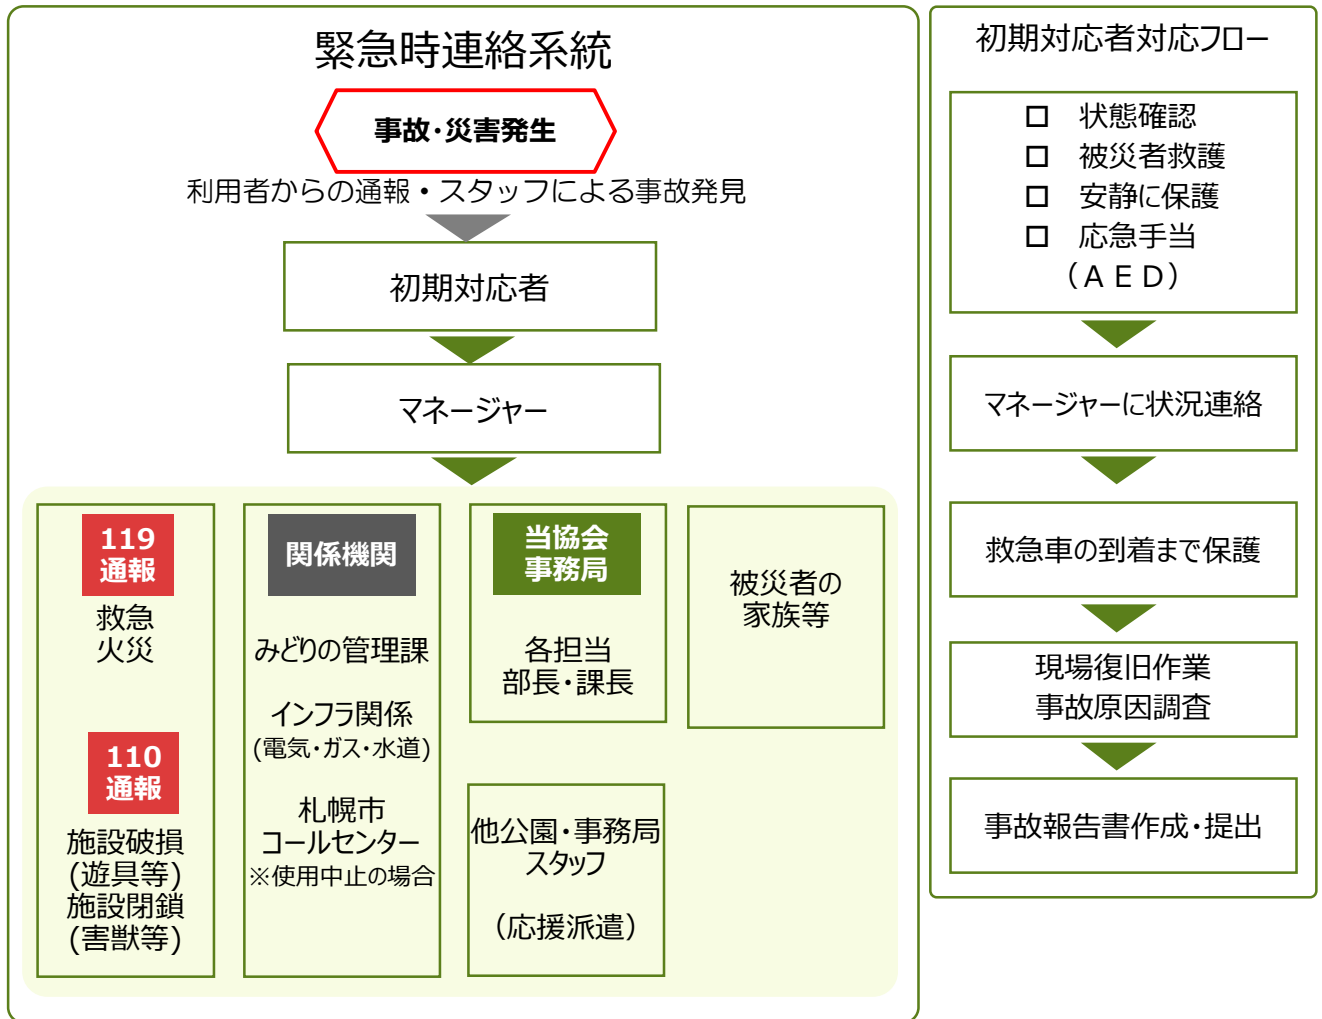 緊急時連絡系統
事故・災害発生
利用者からの通報・スタッフによる事故発見
初期対応者
マネージャー
119
通報
救急
火災
110
通報
施設破損
(遊具等)
施設閉鎖
(害獣等)
関係機関
みどりの管理課
インフラ関係
(電気・ガス・水道)
札幌市
コールセンター
※使用中止の場合
当協会
事務局
各担当
部長・課長
他公園・事務局
スタッフ
（応援派遣）
被災者の
家族等
初期対応者対応フロー
□ 状態確認
□ 被災者救護
□ 安静に保護
□ 応急手当
（ＡＥＤ）
マネージャーに状況連絡
救急車の到着まで保護
現場復旧作業
事故原因調査
事故報告書作成・提出